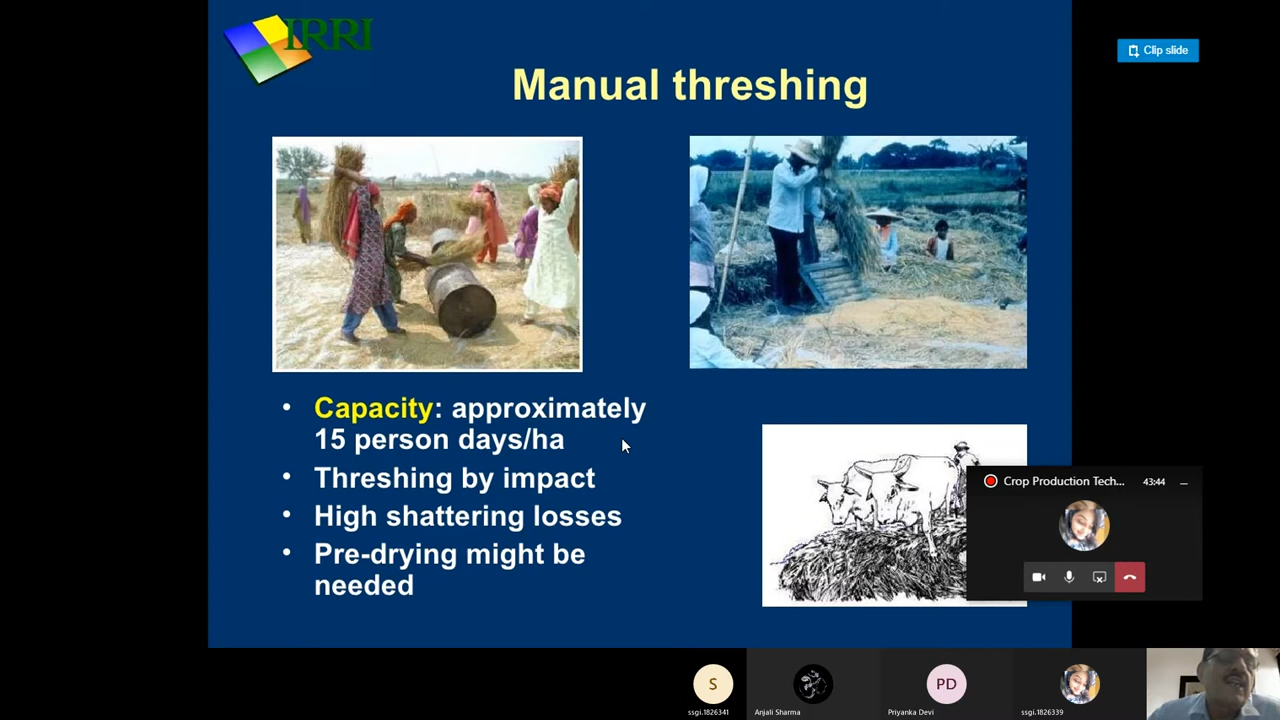 IRRI
Clip slide
Manual threshing
• Capacity: approximately
15 person days/ha
• Threshing by impact
• High shattering losses
• Pre-drying might be
needed
Crop Production Tech... 43:44
S
PD
ssgi.1826341
Anjali Sharma
Priyanka Devi
ssgi.1826339